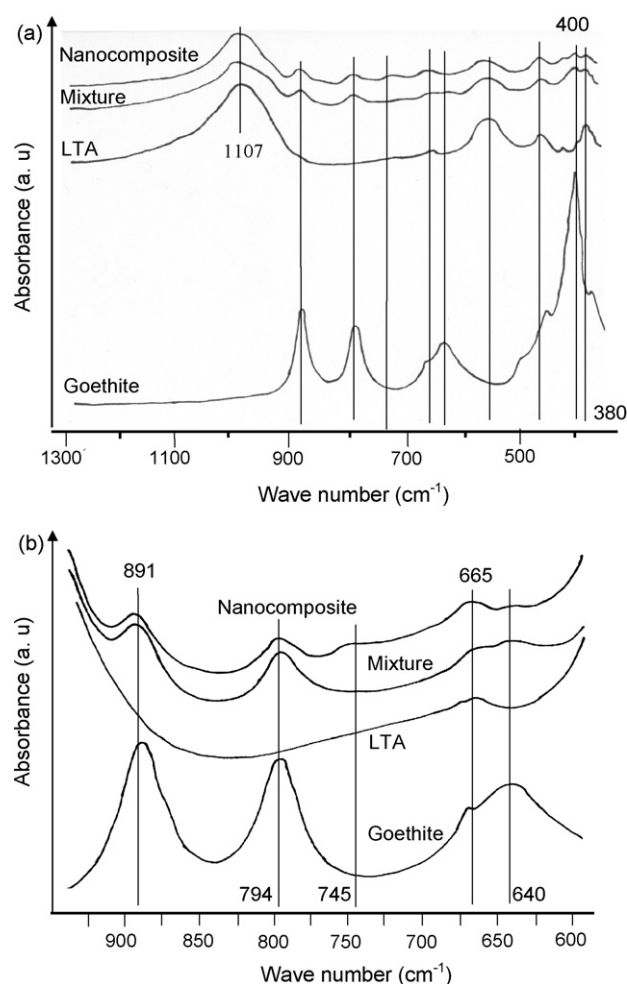 (a)
400
Nanocomposite
Mixture
LTA
1107
Absorbance (a. u)
Goethite
380
1300 1100 900 700 500
Wave number (cm⁻¹)
(b)
891
665
Nanocomposite
Mixture
LTA
Absorbance (a. u)
Goethite
794 745 640
900 850 800 750 700 650 600
Wave number (cm⁻¹)